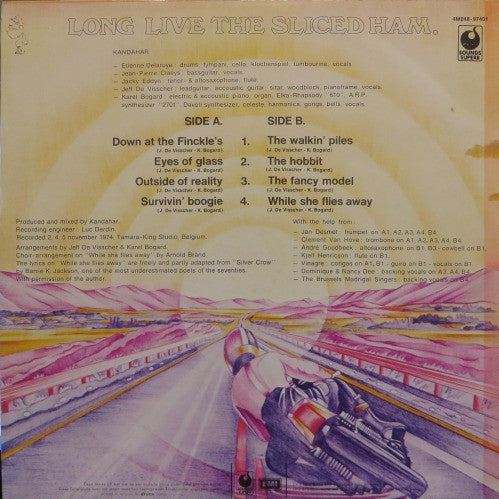 LONG LIVE THE SLICED HAM.
4M048-97401
SOUNDS SUPERB
KANDAHAR
– Etienne Delaruye : drums, tympani, cello, klochenspiel, tambourine, vocals.
– Jean-Pierre Claeys : bassguitar, vocals.
– Jacky Eddyn : tenor- & altosaxophone, flute.
– Jeff De Visscher : leadguitar, accoustic guitar, sitar, woodblock, pianoframe, vocals.
– Karel Bogard : electric & accoustic piano, organ, Elka-Rhapsody "610", A.R.P.
synthesizer "2701", Davoli synthesizer, celeste, harmonica, gongs, bells, vocals.
SIDE A. SIDE B.
Down at the Finckle's 1. The walkin' piles
(J. De Visscher - K. Bogard) (J. De Visscher - K. Bogard)
Eyes of glass 2. The hobbit
(J. De Visscher - K. Bogard) (J. De Visscher - K. Bogard)
Outside of reality 3. The fancy model
(J. De Visscher - K. Bogard) (J. De Visscher - K. Bogard)
Survivin' boogie 4. While she flies away
(J. De Visscher - K. Bogard) (J. De Visscher - K. Bogard)
Produced and mixed by Kandahar.
Recording engineer : Luc Derdin.
Recorded 2, 4, 5 november 1974, Tamara-King Studio, Belgium.
Arrangements by Jeff De Visscher & Karel Bogard.
Choir-arrangement on "While she flies away" by Arnold Blând.
The lyrics on "While she flies away" are freely and partly adapted from "Silver Crow"
by Barrie K. Jackson, one of the most underestimated poets of the seventies.
With permission of the author.
With the help from :
– Jan Desmet : trumpet on A1, A2, A3, A4, B4.
– Clement Van Hove : trombone on A1, A2, A3, A4, B4.
– André Goudbeek : altosaxophone on B1, B3 - cowbell on B1.
– Kjell Henricson : flute on B1.
– Vinagre : congas on A1, B1 - guiro on B1 - vocals on B1.
– Dominique & Nancy Dee : backing vocals on A3, A4, B4.
– The Brussels Madrigal Singers : backing vocals on B4.
EMI